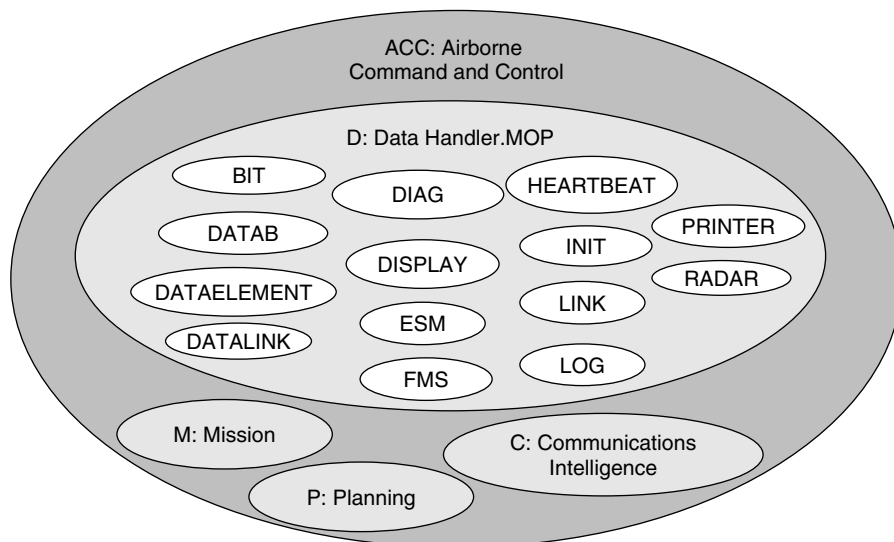 ACC: Airborne
Command and Control
D: Data Handler.MOP
BIT
DIAG
HEARTBEAT
DATAB
DISPLAY
INIT
PRINTER
DATAELEMENT
ESM
LINK
RADAR
DATALINK
FMS
LOG
M: Mission
C: Communications
Intelligence
P: Planning